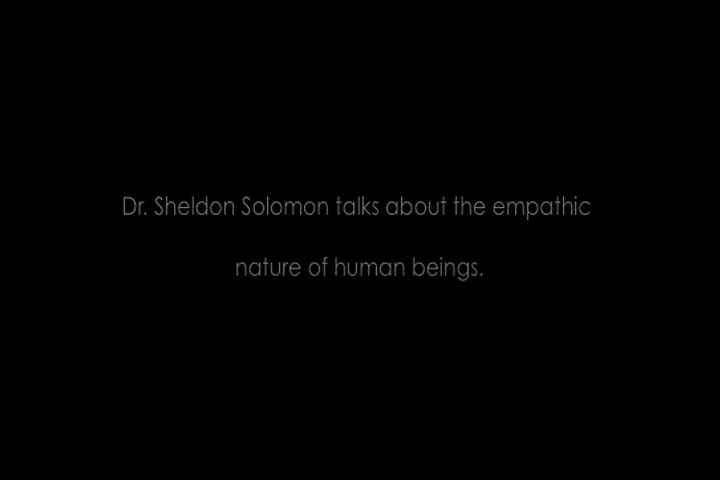 Dr. Sheldon Solomon talks about the empathic
nature of human beings.